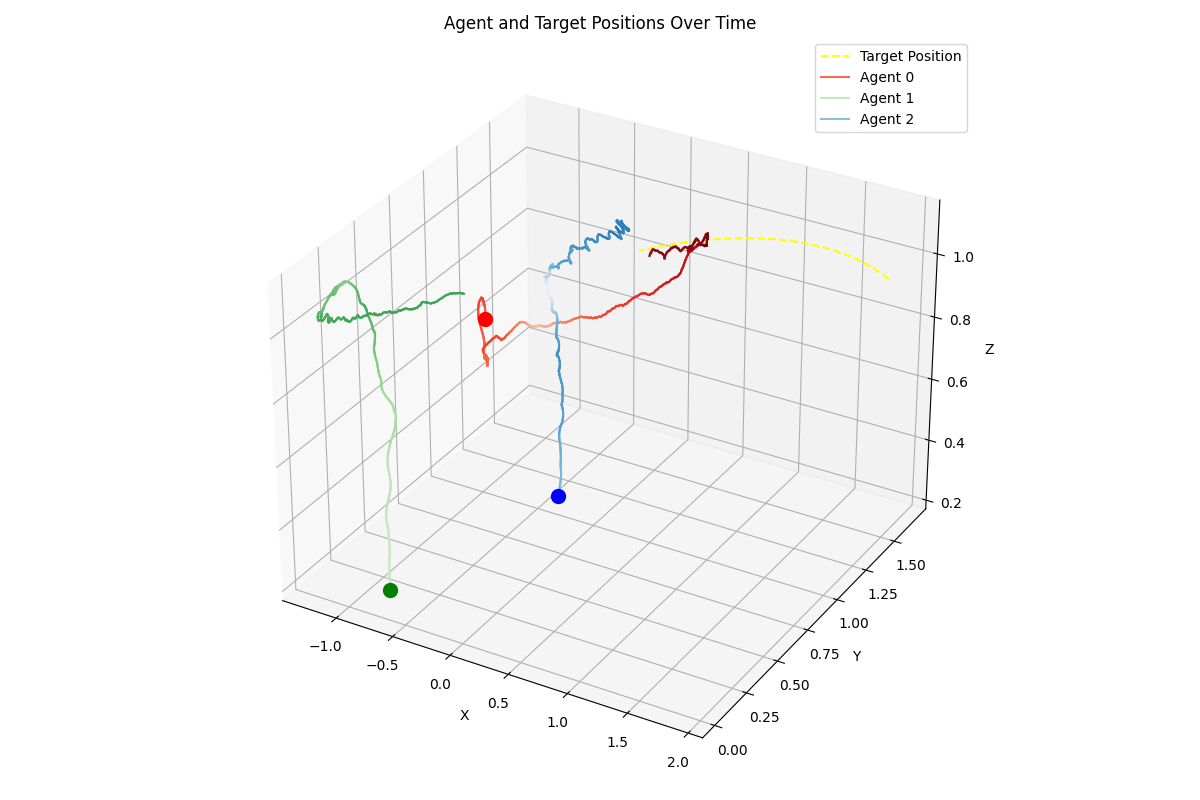 Agent and Target Positions Over Time
Target Position
Agent 0
Agent 1
Agent 2
1.0
0.8
Z
0.6
0.4
0.2
1.50
1.25
1.00
0.75
Y
0.50
0.25
0.00
−1.0
−0.5
0.0
0.5
X
1.0
1.5
2.0